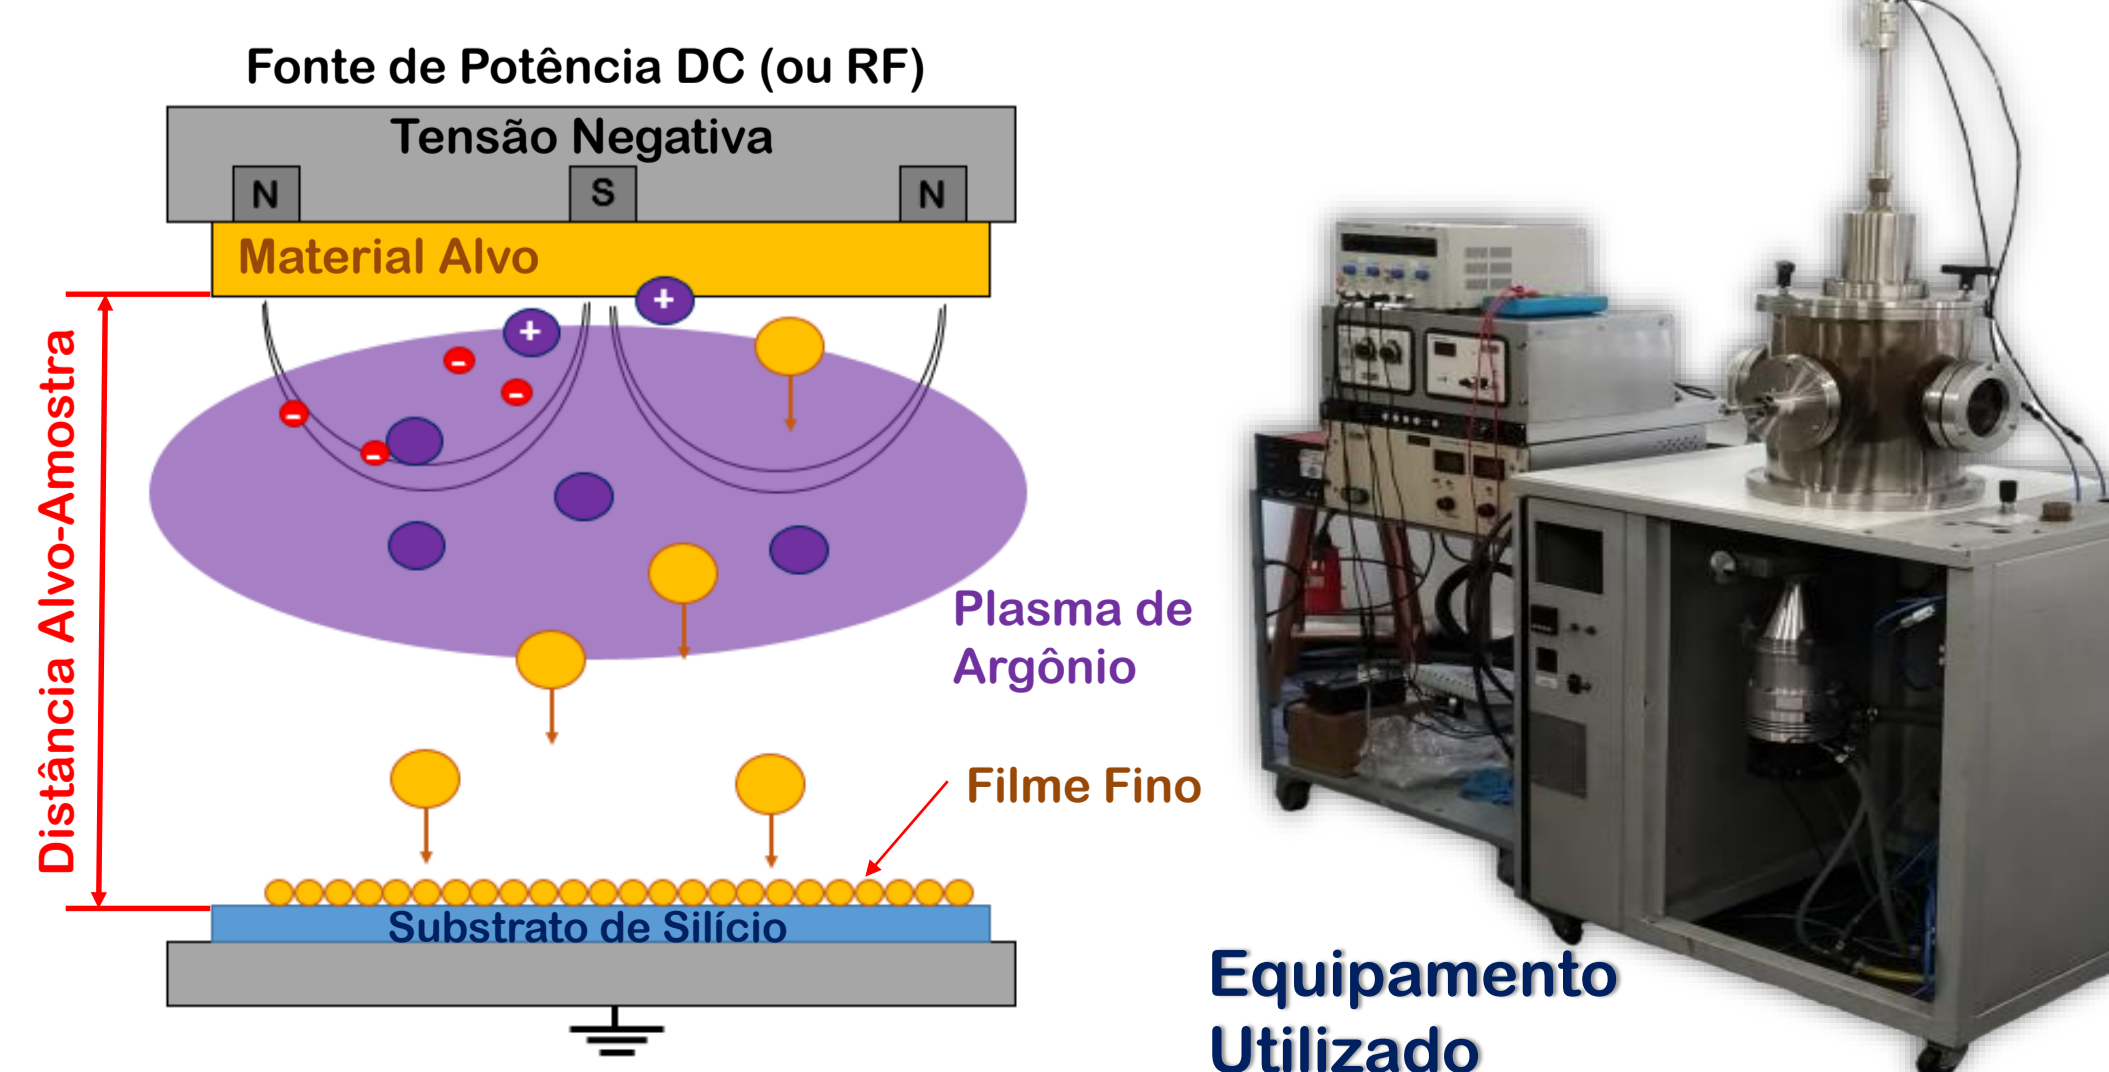 Fonte de Potência DC (ou RF)
Tensão Negativa
N
S
N
Material Alvo
+
+
-
-
-
-
Distância Alvo-Amostra
Plasma de
Argônio
Filme Fino
Substrato de Silício
Equipamento
Utilizado